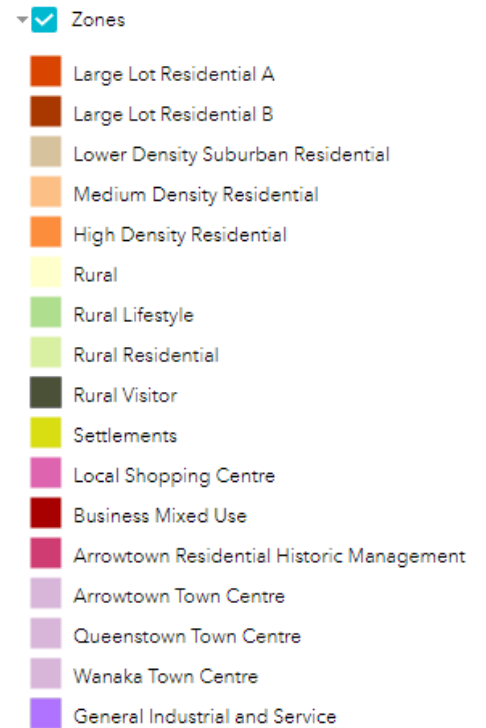 Zones
Large Lot Residential A
Large Lot Residential B
Lower Density Suburban Residential
Medium Density Residential
High Density Residential
Rural
Rural Lifestyle
Rural Residential
Rural Visitor
Settlements
Local Shopping Centre
Business Mixed Use
Arrowtown Residential Historic Management
Arrowtown Town Centre
Queenstown Town Centre
Wanaka Town Centre
General Industrial and Service